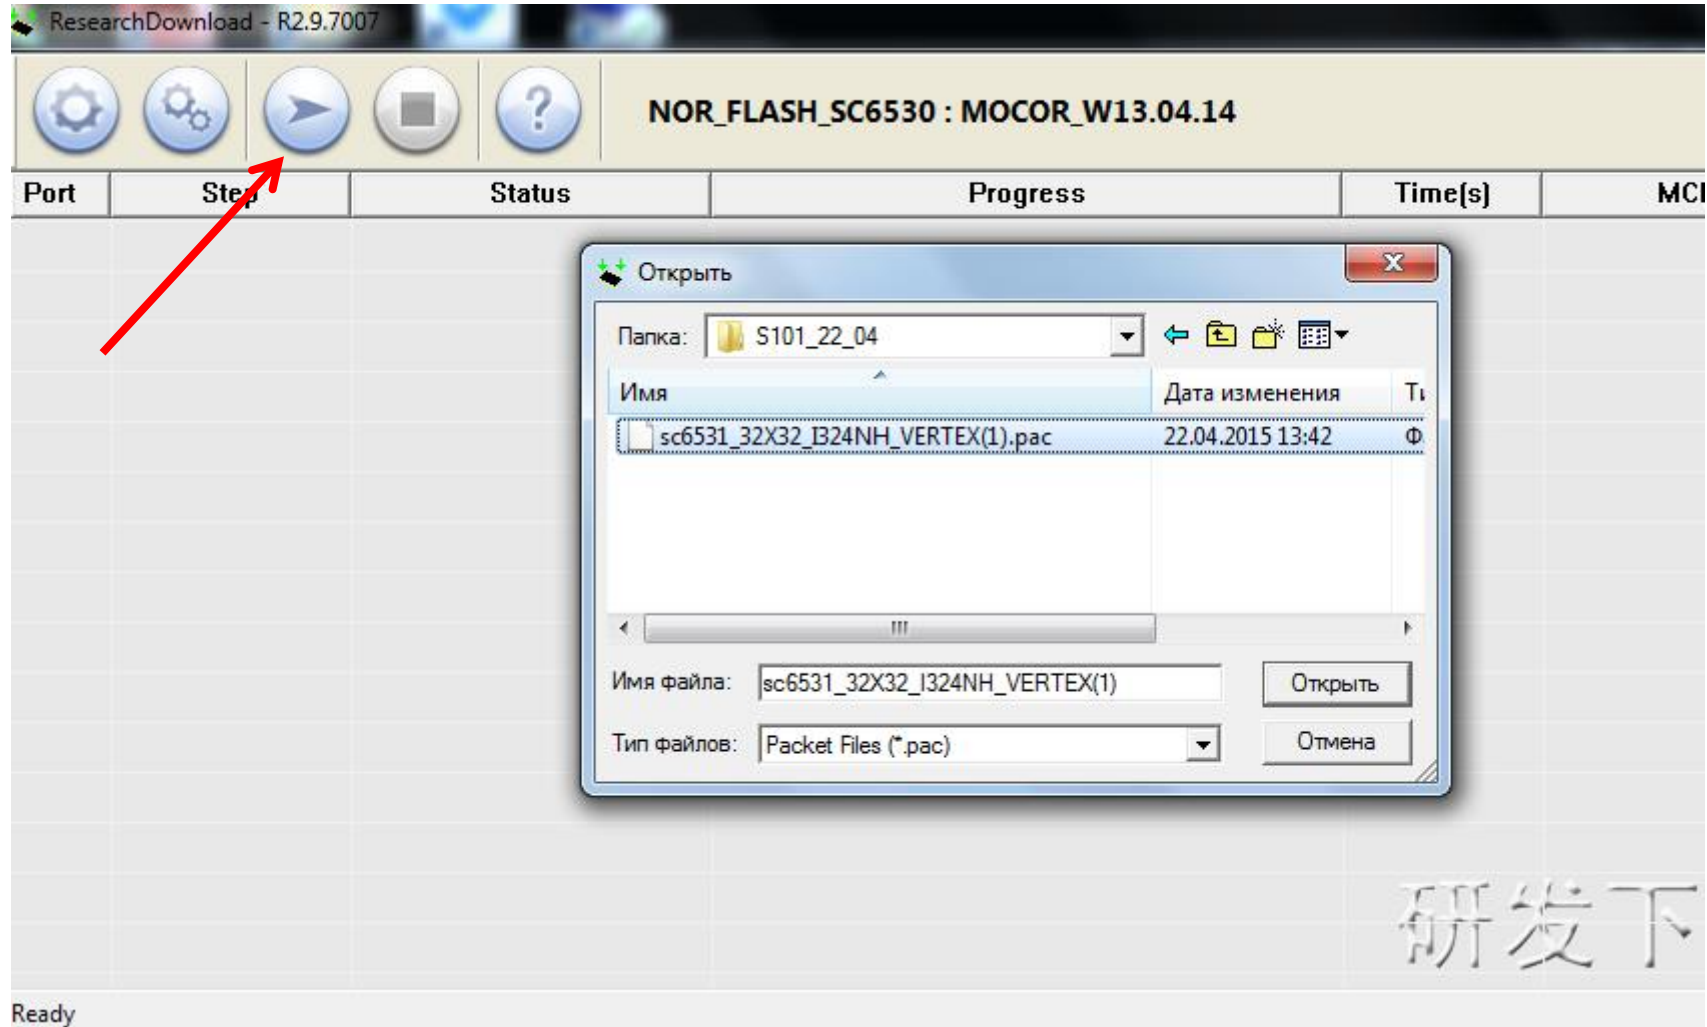 ResearchDownload - R2.9.7007
NOR_FLASH_SC6530 : MOCOR_W13.04.14
Port Step Status Progress Time(s)
Открыть
Папка: S101_22_04
Имя Дата изменения
sc6531_32X32_I324NH_VERTEX(1).pac 22.04.2015 13:42
Имя файла: sc6531_32X32_I324NH_VERTEX(1) Открыть
Тип файлов: Packet Files (*.pac) Отмена
研发下
Ready